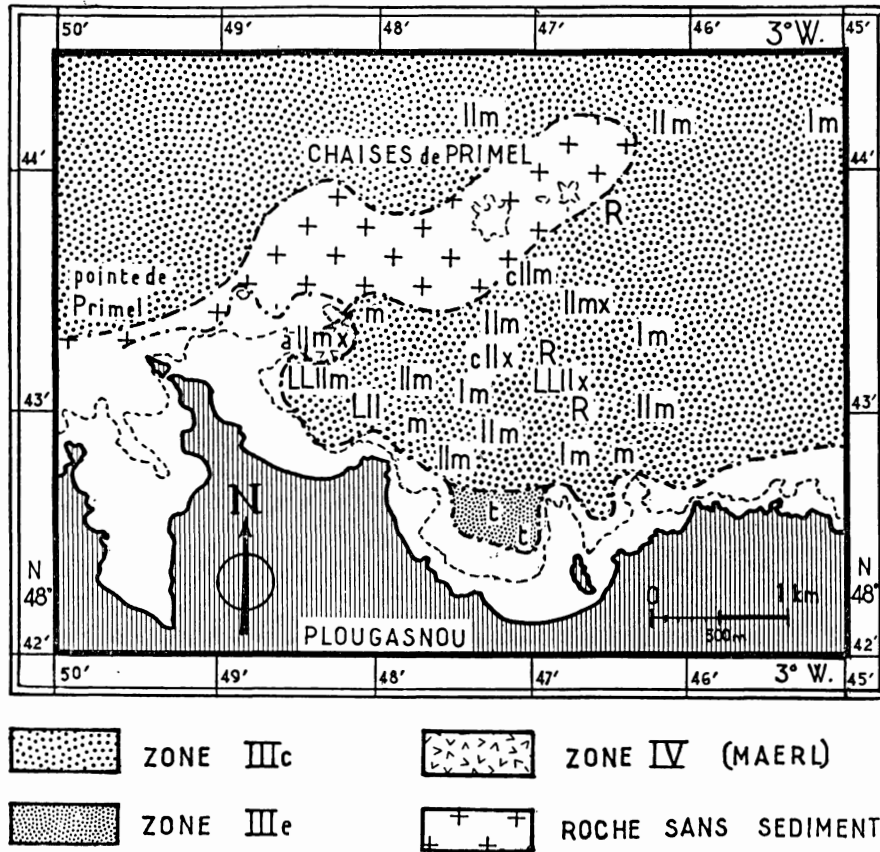 50' 49' 48' 47' 46' 3° W. 45'
IIm IIm Im
CHAISES de PRIMEL
44' 44'
R
pointe de
Primel
cIIm
IImx
m
IIm Im
aIImx
cIIx R
LLIIm IIm Im LLIIx
43' 43'
LII R IIm
m IIm
IIm Im m
t
N t
N N
48° 0 1 km 48°
500m
PLOUGASNOU
42' 42'
50' 49' 48' 47' 46' 3° W. 45'
ZONE IIIc ZONE IV (MAERL)
ZONE IIIe ROCHE SANS SEDIMENT